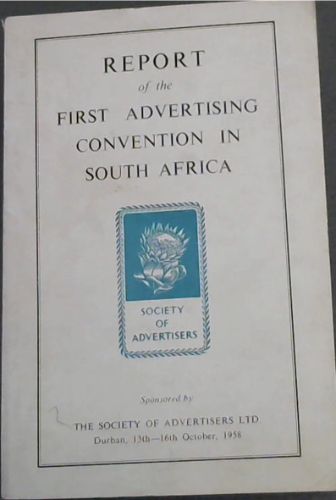 REPORT
of the
FIRST ADVERTISING
CONVENTION IN
SOUTH AFRICA
SOCIETY
OF
ADVERTISERS
Sponsored by
THE SOCIETY OF ADVERTISERS LTD
Durban, 13th—16th October, 1958